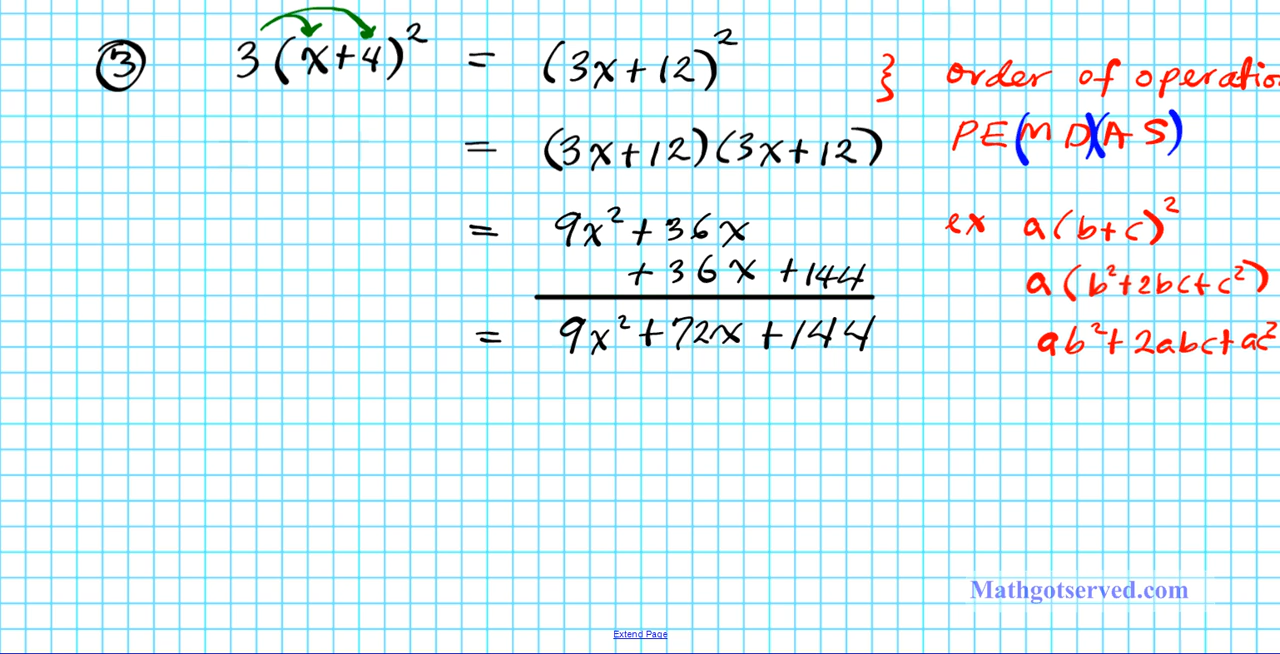 ③ 3(x+4)² = (3x+12)² } order of operatio
= (3x+12)(3x+12) PE(MD)(AS)
= 9x² + 36x ex a(b+c)²
+ 36x + 144 a(b²+2bc+c²)
= 9x² + 72x + 144 ab²+2abc+ac²
Mathgotserved.com
Extend Page